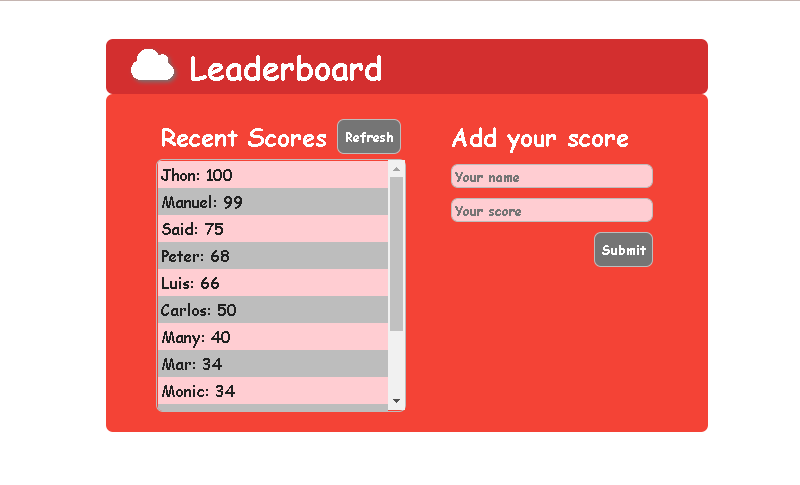 Leaderboard
Recent Scores
Refresh
Jhon: 100
Manuel: 99
Said: 75
Peter: 68
Luis: 66
Carlos: 50
Many: 40
Mar: 34
Monic: 34
Add your score
Your name
Your score
Submit